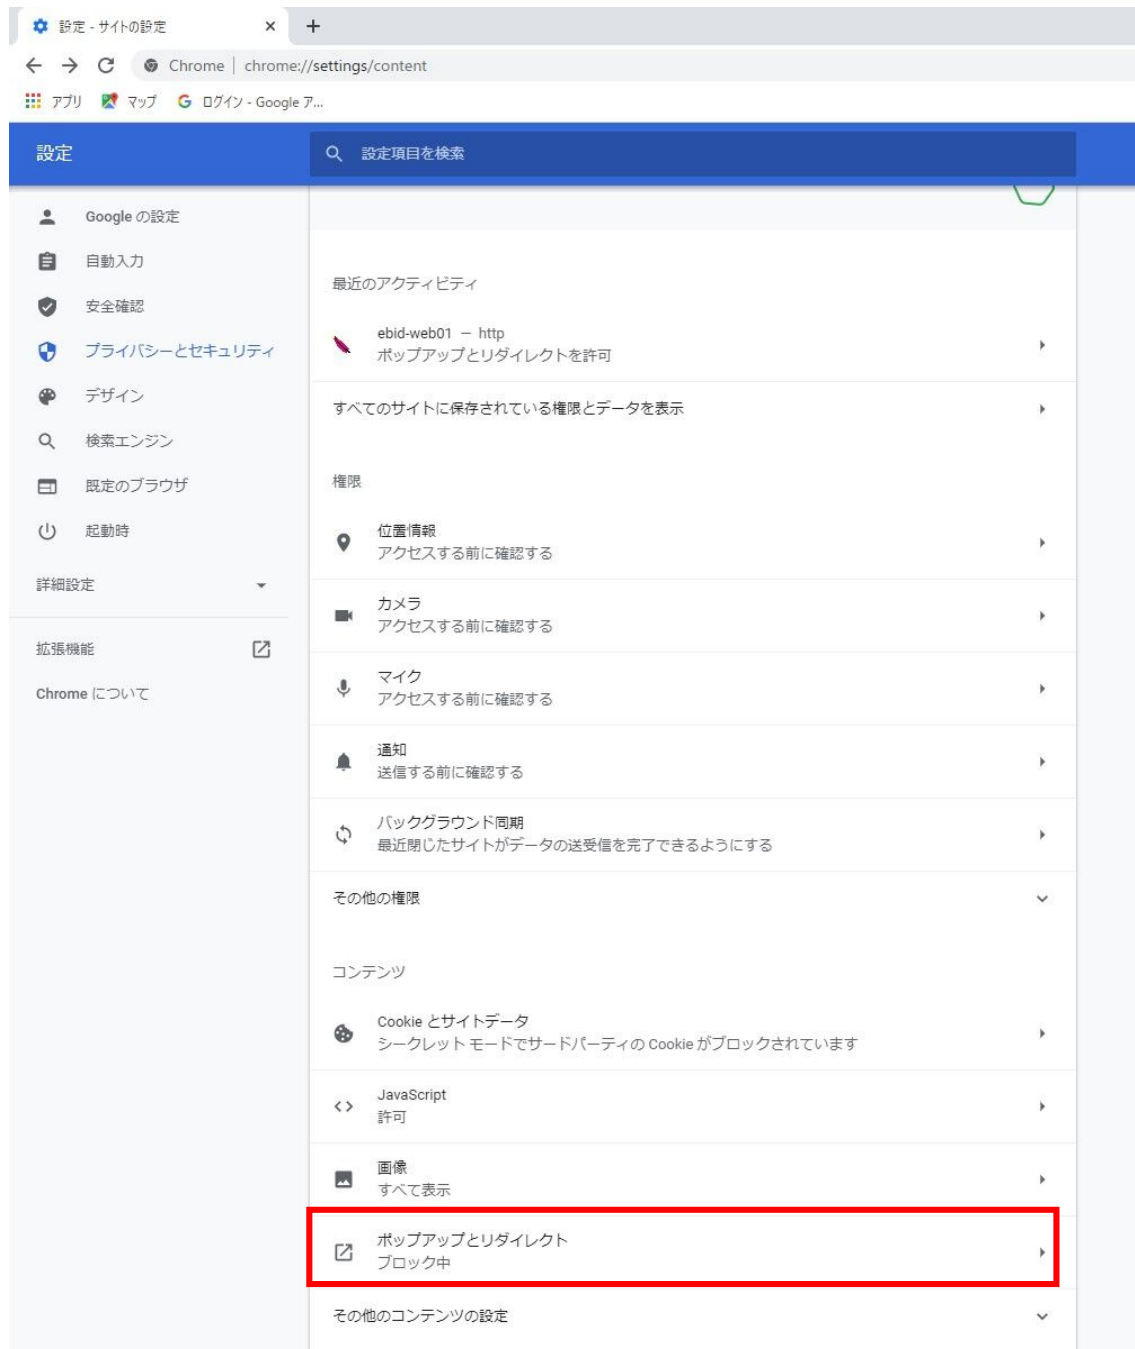 設定 - サイトの設定
Chrome | chrome://settings/content
アプリ マップ ログイン - Google ア...
設定
設定項目を検索
Google の設定
自動入力
安全確認
プライバシーとセキュリティ
デザイン
検索エンジン
既定のブラウザ
起動時
詳細設定
拡張機能
Chrome について
最近のアクティビティ
ebid-web01 – http
ポップアップとリダイレクトを許可
すべてのサイトに保存されている権限とデータを表示
権限
位置情報
アクセスする前に確認する
カメラ
アクセスする前に確認する
マイク
アクセスする前に確認する
通知
送信する前に確認する
バックグラウンド同期
最近閉じたサイトがデータの送受信を完了できるようにする
その他の権限
コンテンツ
Cookie とサイトデータ
シークレット モードでサードパーティの Cookie がブロックされています
JavaScript
許可
画像
すべて表示
ポップアップとリダイレクト
ブロック中
その他のコンテンツの設定